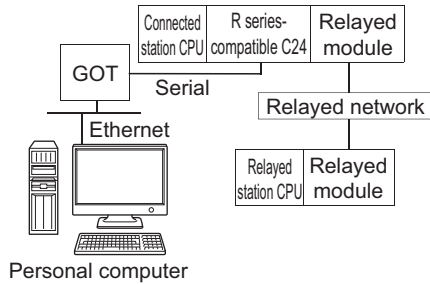 Connected
station CPU
R series-
compatible C24
Relayed
module
GOT
Serial
Relayed network
Ethernet
Relayed
station CPU
Relayed
module
Personal computer